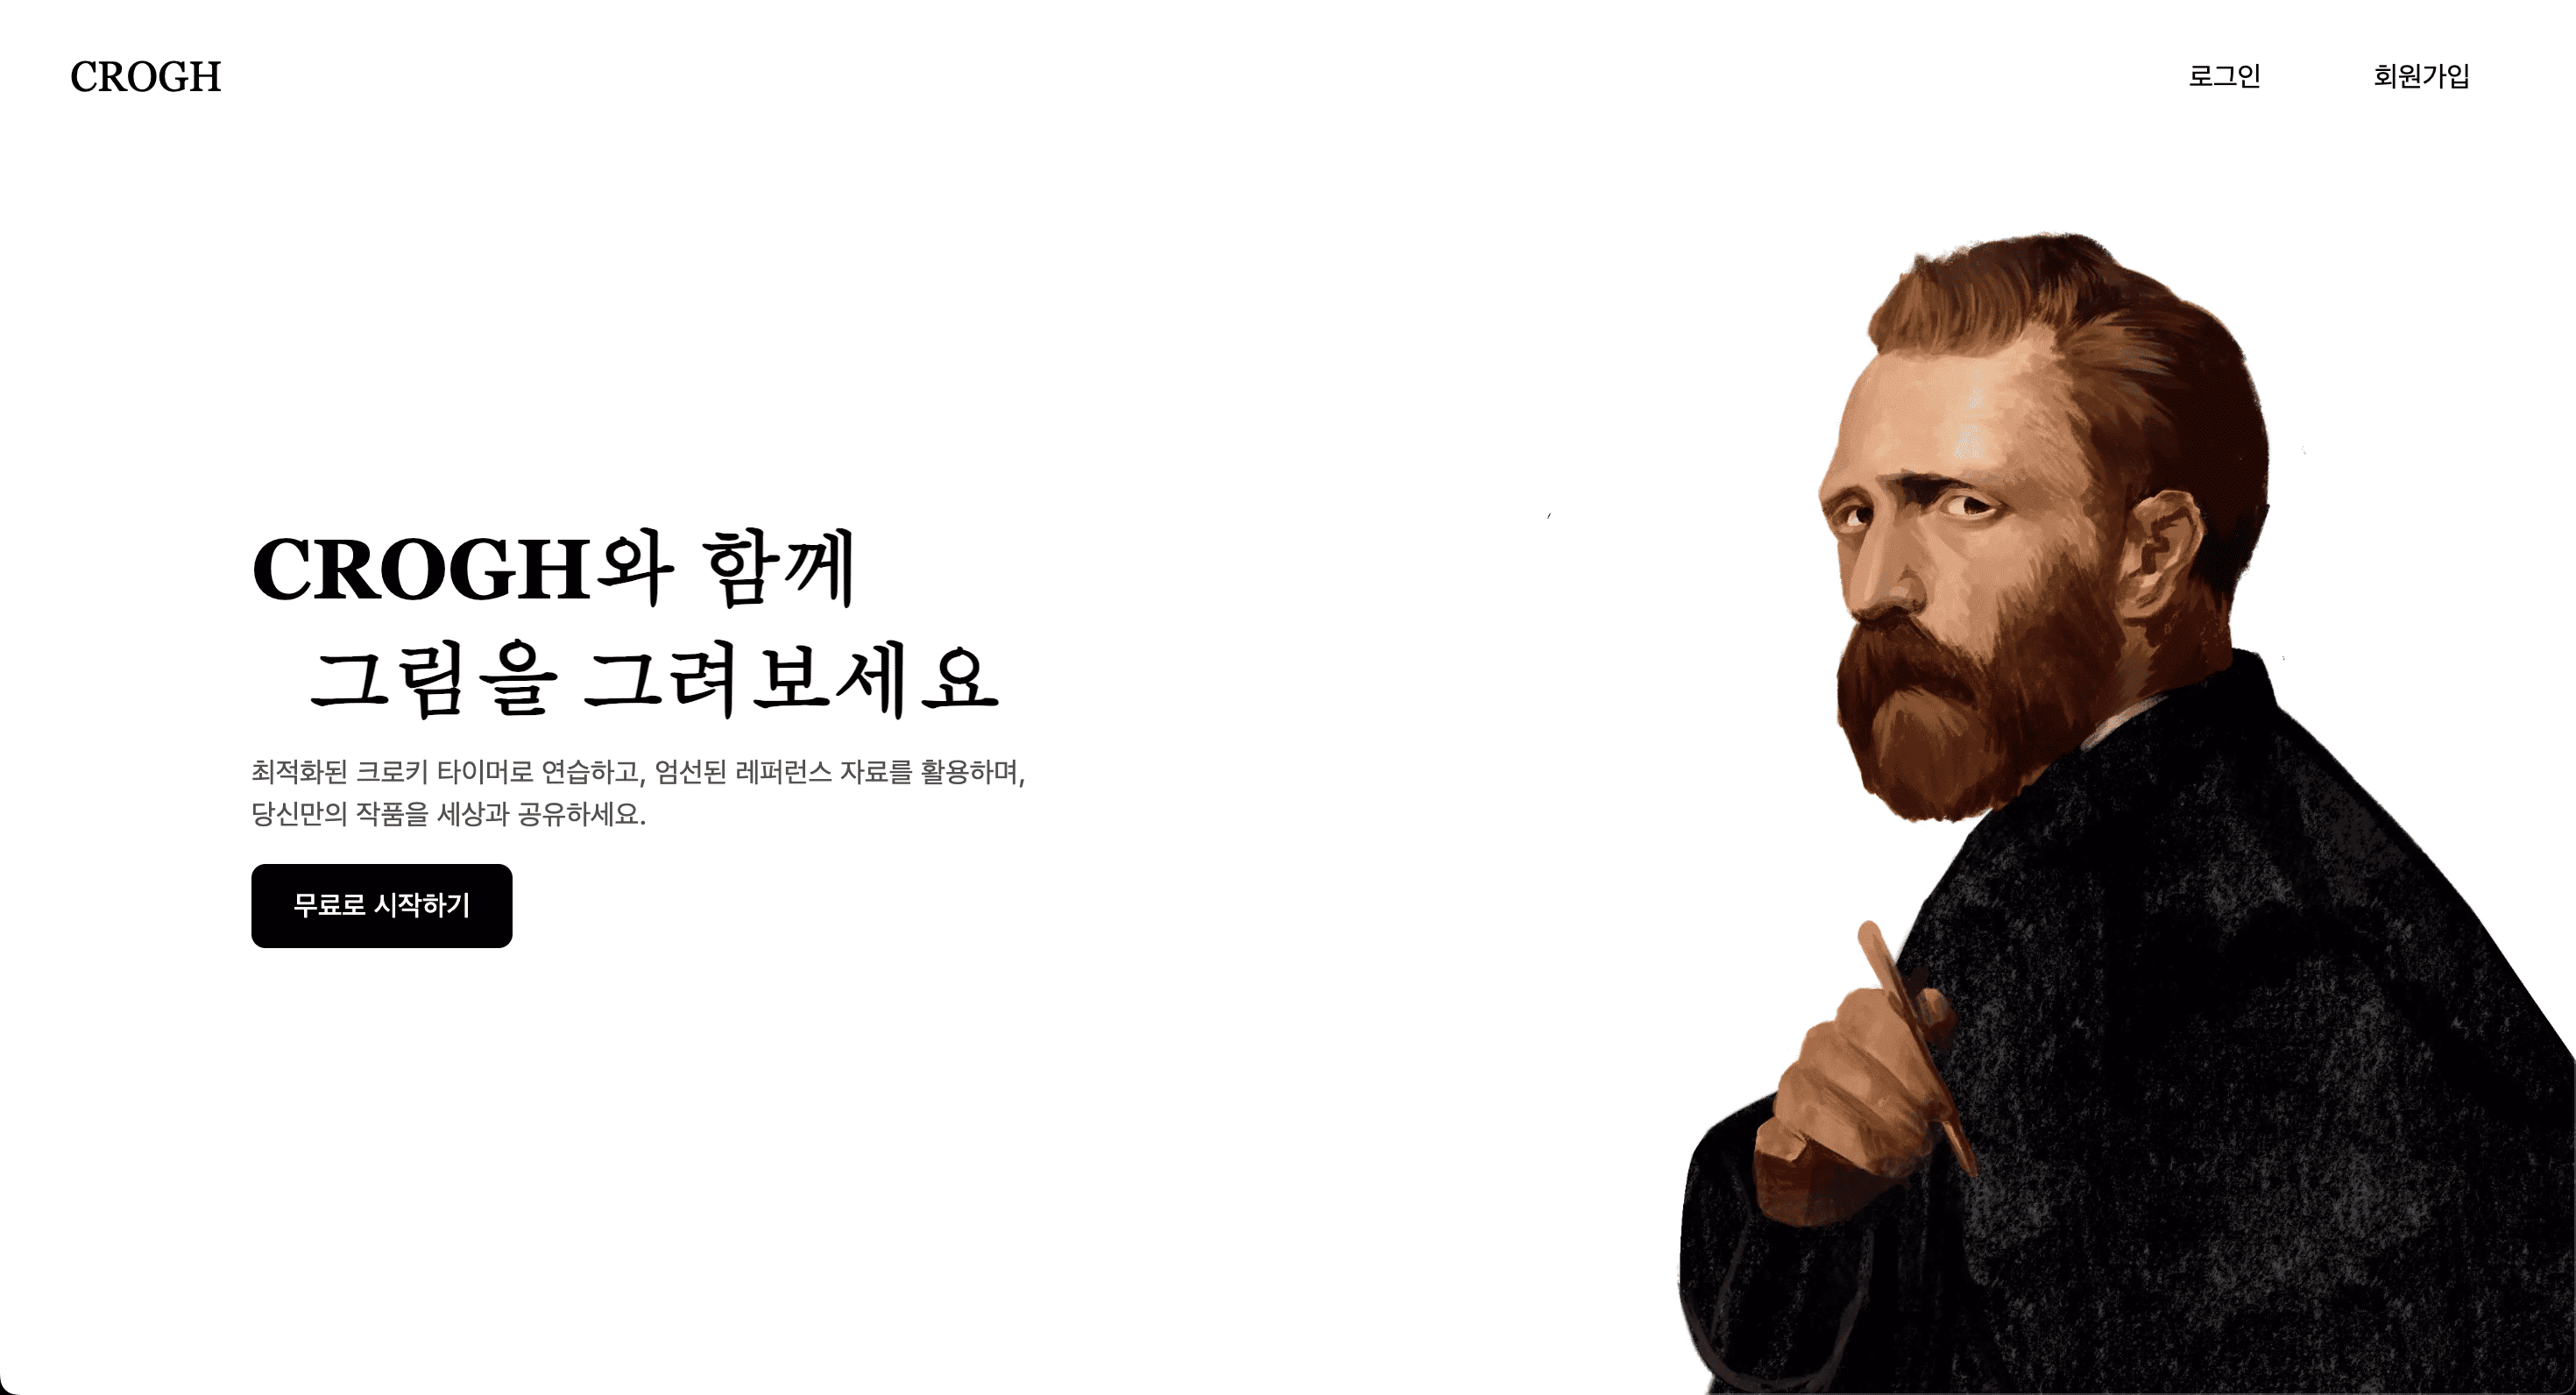 CROGH
로그인
회원가입
CROGH와 함께
그림을 그려보세요
최적화된 크로키 타이머로 연습하고, 엄선된 레퍼런스 자료를 활용하며,
당신만의 작품을 세상과 공유하세요.
무료로 시작하기